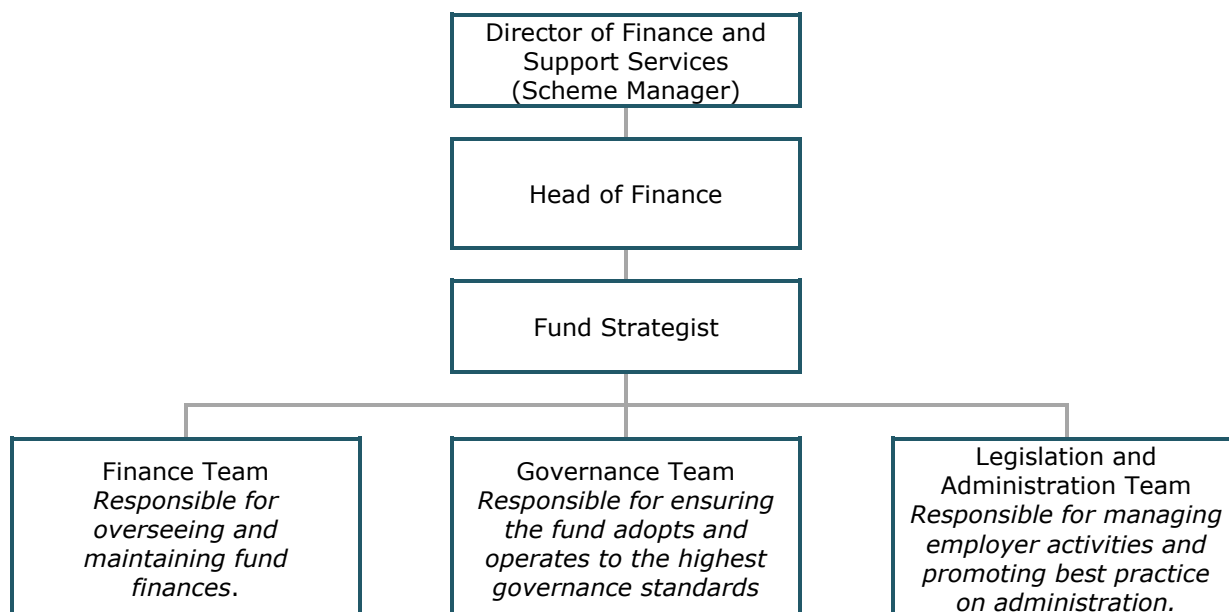 Director of Finance and
Support Services
(Scheme Manager)
Head of Finance
Fund Strategist
Finance Team
Responsible for
overseeing and
maintaining fund
finances.
Governance Team
Responsible for ensuring
the fund adopts and
operates to the highest
governance standards
Legislation and
Administration Team
Responsible for managing
employer activities and
promoting best practice
on administration.